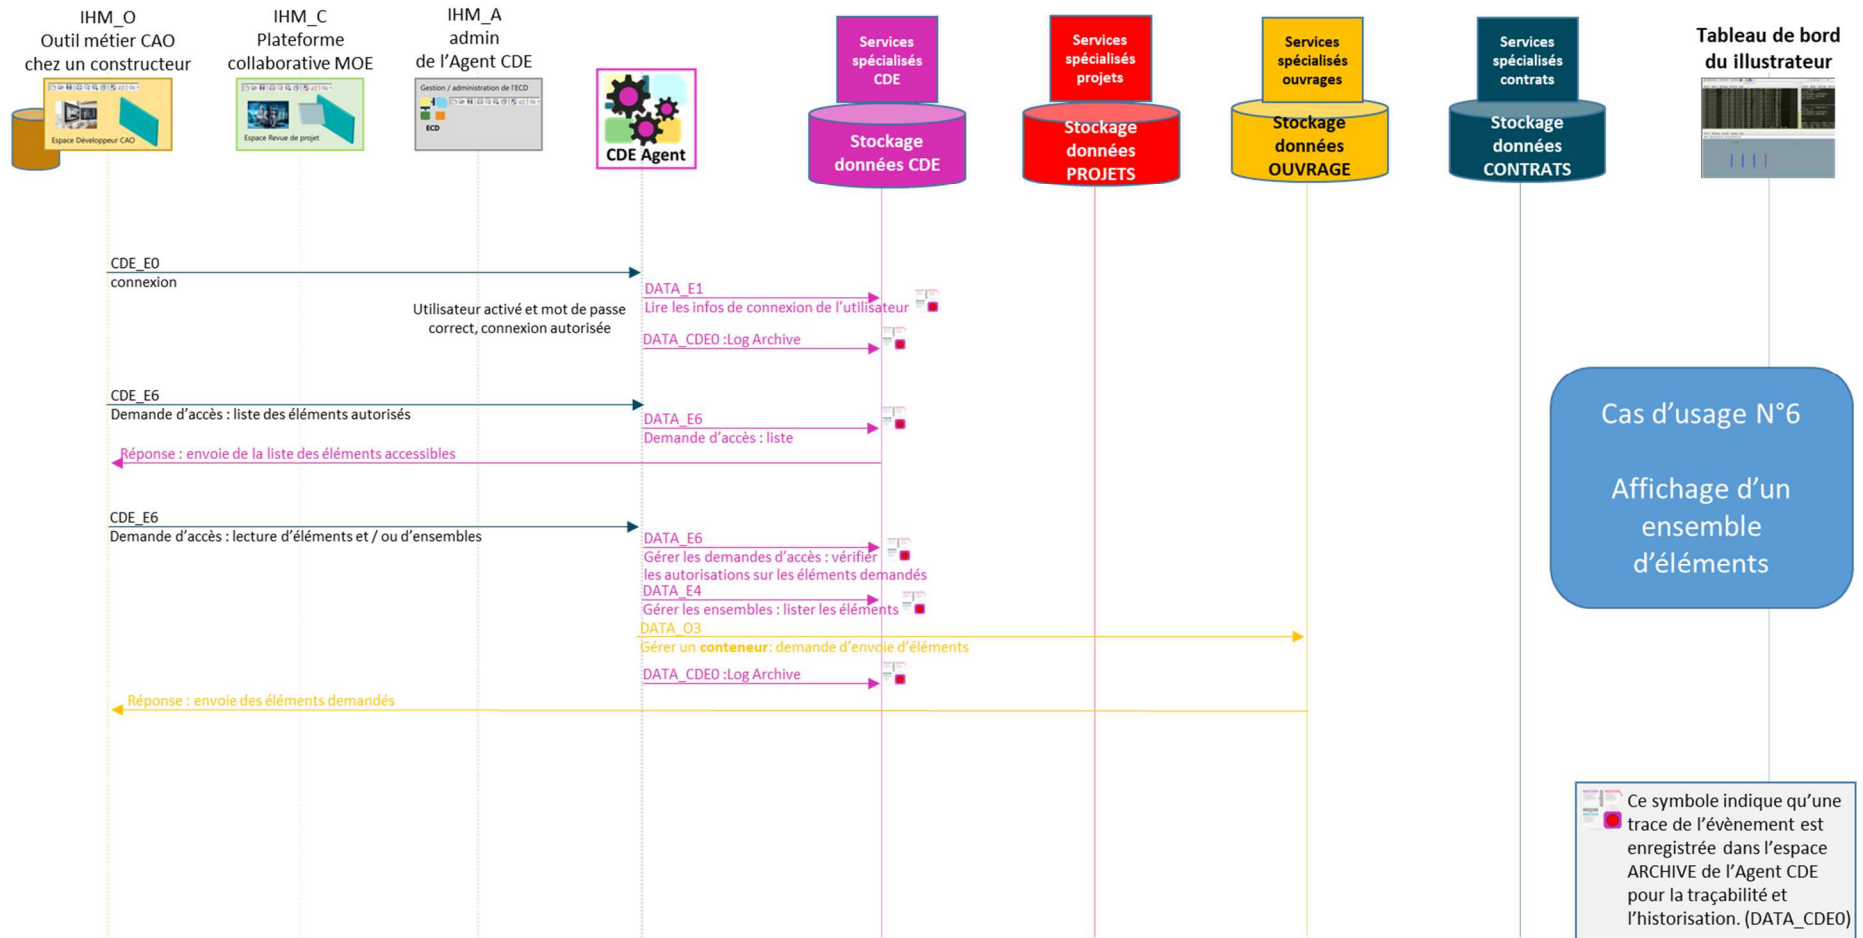 IHM_O
Outil métier CAO
chez un constructeur
Espace Développeur CAO
IHM_C
Plateforme
collaborative MOE
Espace Revue de projet
IHM_A
admin
de l’Agent CDE
Gestion / administration de l'ECD
ECD
CDE Agent
Services
spécialisés
CDE
Stockage
données CDE
Services
spécialisés
projets
Stockage
données
PROJETS
Services
spécialisés
ouvrages
Stockage
données
OUVRAGE
Services
spécialisés
contrats
Stockage
données
CONTRATS
Tableau de bord
du illustrateur
CDE_E0
connexion
DATA_E1
Lire les infos de connexion de l’utilisateur
Utilisateur activé et mot de passe
correct, connexion autorisée
DATA_CDE0 :Log Archive
CDE_E6
Demande d’accès : liste des éléments autorisés
DATA_E6
Demande d’accès : liste
Réponse : envoie de la liste des éléments accessibles
CDE_E6
Demande d’accès : lecture d’éléments et / ou d’ensembles
DATA_E6
Gérer les demandes d’accès : vérifier
les autorisations sur les éléments demandés
DATA_E4
Gérer les ensembles : lister les éléments
DATA_O3
Gérer un conteneur: demande d’envoie d’éléments
DATA_CDE0 :Log Archive
Réponse : envoie des éléments demandés
Cas d’usage N°6
Affichage d’un
ensemble
d’éléments
Ce symbole indique qu’une
trace de l’évènement est
enregistrée dans l’espace
ARCHIVE de l’Agent CDE
pour la traçabilité et
l’historisation. (DATA_CDE0)